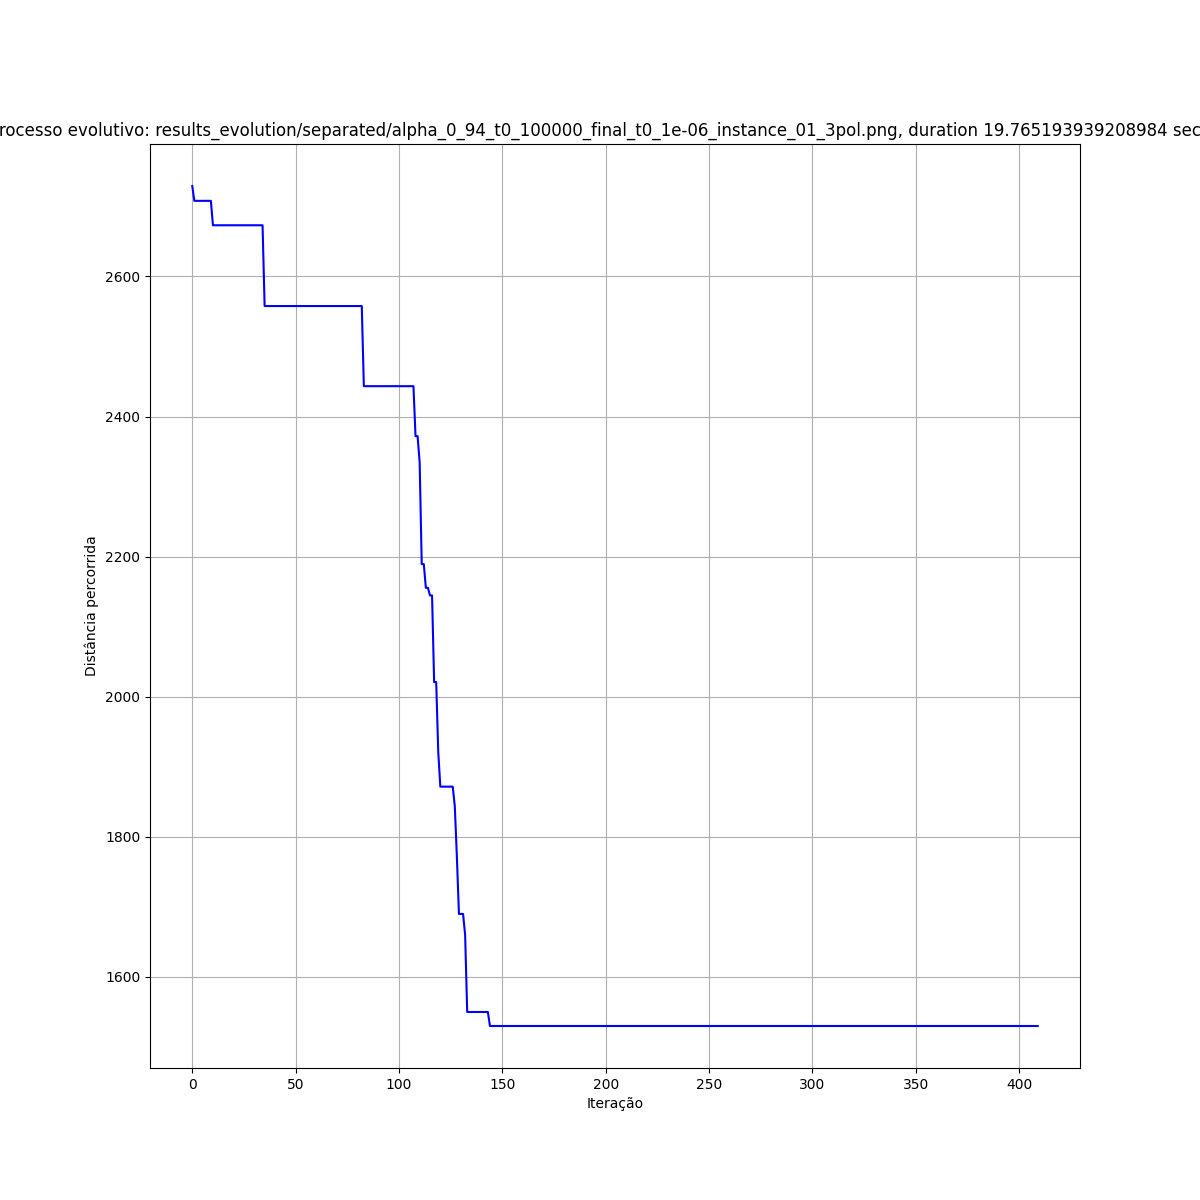 rocesso evolutivo: results_evolution/separated/alpha_0_94_t0_100000_final_t0_1e-06_instance_01_3pol.png, duration 19.765193939208984 sec
2600
2400
2200
2000
1800
1600
Distância percorrida
0 50 100 150 200 250 300 350 400
Iteração